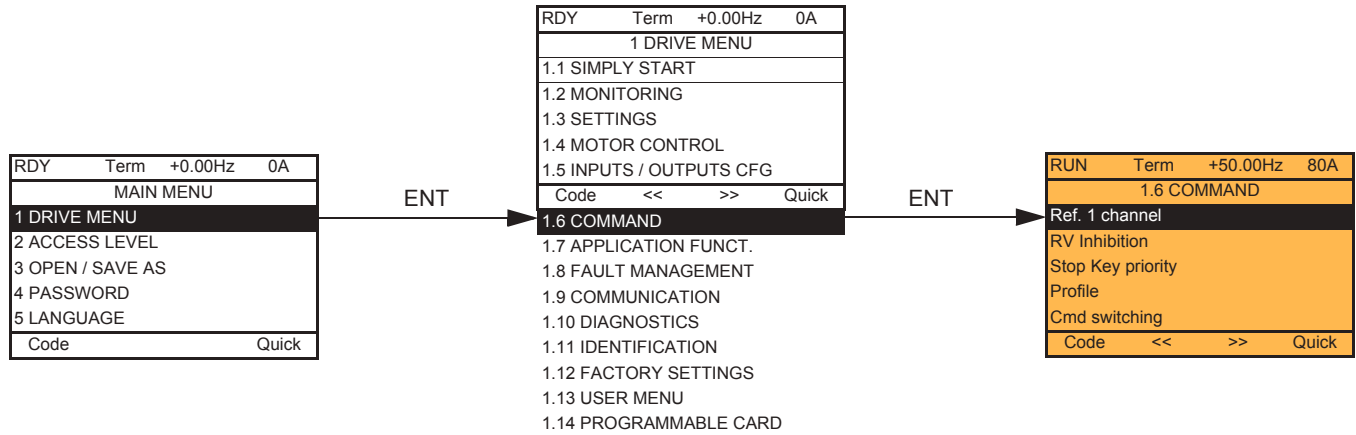 RDY Term +0.00Hz 0A
MAIN MENU
1 DRIVE MENU
2 ACCESS LEVEL
3 OPEN / SAVE AS
4 PASSWORD
5 LANGUAGE
Code Quick
ENT
RDY Term +0.00Hz 0A
1 DRIVE MENU
1.1 SIMPLY START
1.2 MONITORING
1.3 SETTINGS
1.4 MOTOR CONTROL
1.5 INPUTS / OUTPUTS CFG
Code << >> Quick
1.6 COMMAND
1.7 APPLICATION FUNCT.
1.8 FAULT MANAGEMENT
1.9 COMMUNICATION
1.10 DIAGNOSTICS
1.11 IDENTIFICATION
1.12 FACTORY SETTINGS
1.13 USER MENU
1.14 PROGRAMMABLE CARD
ENT
RUN Term +50.00Hz 80A
1.6 COMMAND
Ref. 1 channel
RV Inhibition
Stop Key priority
Profile
Cmd switching
Code << >> Quick